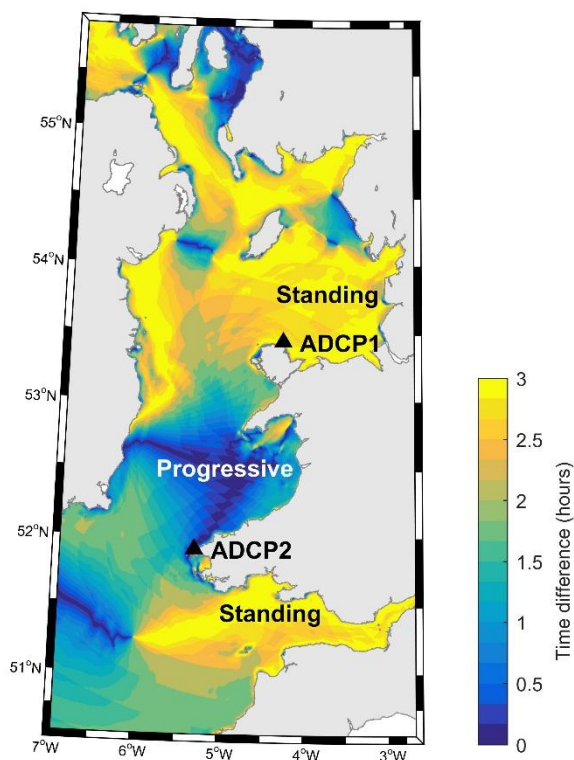 55°N
54°N
Standing
ADCP1
53°N
Progressive
52°N
ADCP2
Standing
51°N
7°W 6°W 5°W 4°W 3°W
3
2.5
2
1.5
1
0.5
0
Time difference (hours)